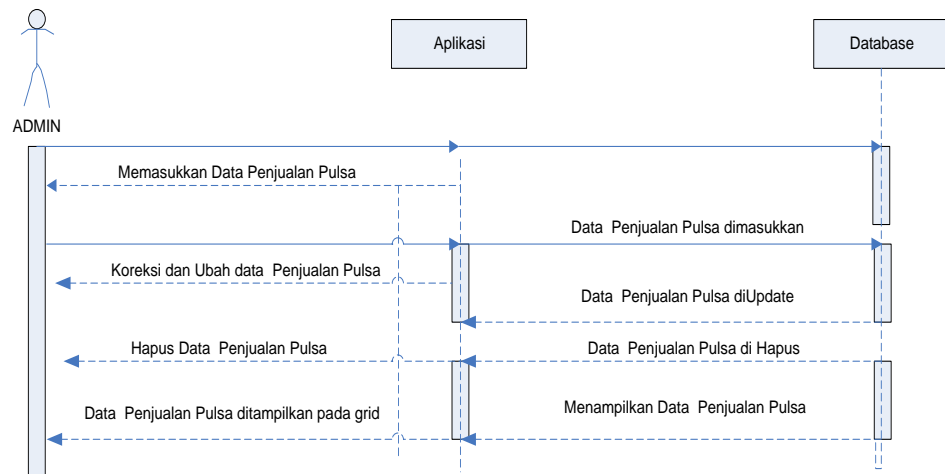 Aplikasi
Database
ADMIN
Memasukkan Data Penjualan Pulsa
Data Penjualan Pulsa dimasukkan
Koreksi dan Ubah data Penjualan Pulsa
Data Penjualan Pulsa diUpdate
Hapus Data Penjualan Pulsa
Data Penjualan Pulsa di Hapus
Data Penjualan Pulsa ditampilkan pada grid
Menampilkan Data Penjualan Pulsa